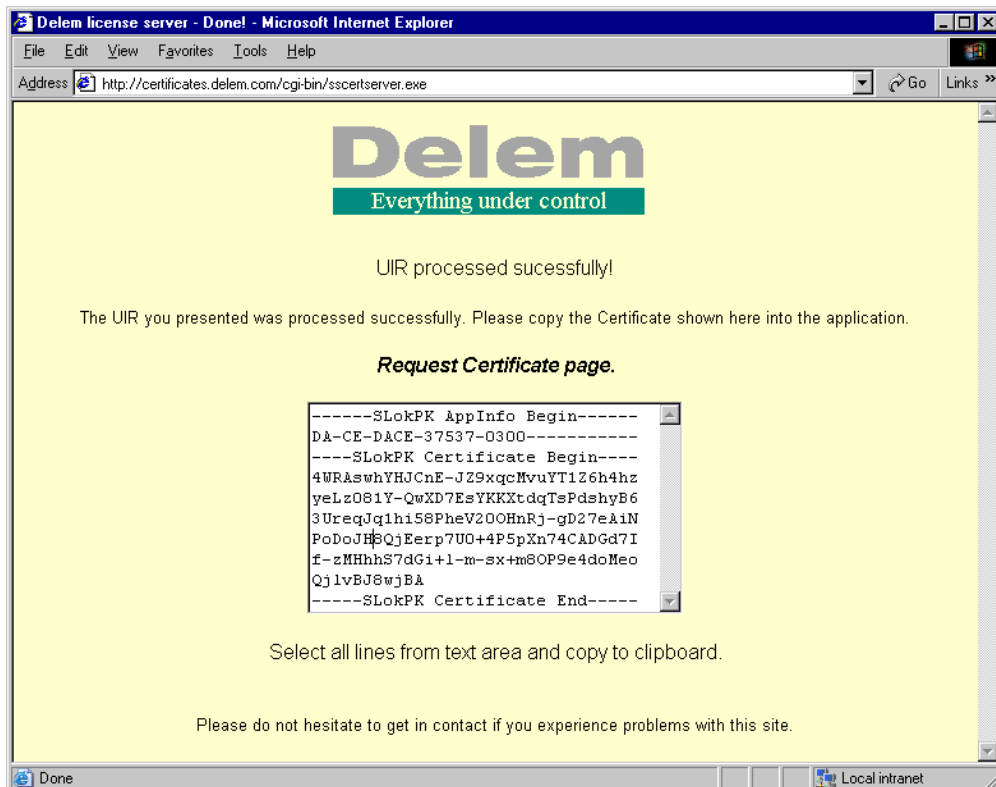 Delem license server - Done! - Microsoft Internet Explorer
File Edit View Favorites Tools Help
Address http://certificates.delem.com/cgi-bin/sscertserver.exe Go Links »
Delem
Everything under control
UIR processed sucessfully!
The UIR you presented was processed successfully. Please copy the Certificate shown here into the application.
Request Certificate page.
------SLokPK AppInfo Begin------
DA-CE-DACE-37537-0300-----------
----SLokPK Certificate Begin----
4WRAswhYHJCnE-JZ9xqcMvuYT1Z6h4hz
yeLz081Y-QwXD7EsYKKXtdqTsPdshyB6
3UreqJq1hi58PheV20OHnRj-gD27eAiN
PoDoJH8QjEerp7U0+4P5pXn74CADGd7I
f-zMHhhS7dGi+1-m-sx+m8OP9e4doMeo
QjlvBJ8wjBA
-----SLokPK Certificate End-----
Select all lines from text area and copy to clipboard.
Please do not hesitate to get in contact if you experience problems with this site.
Done Local intranet